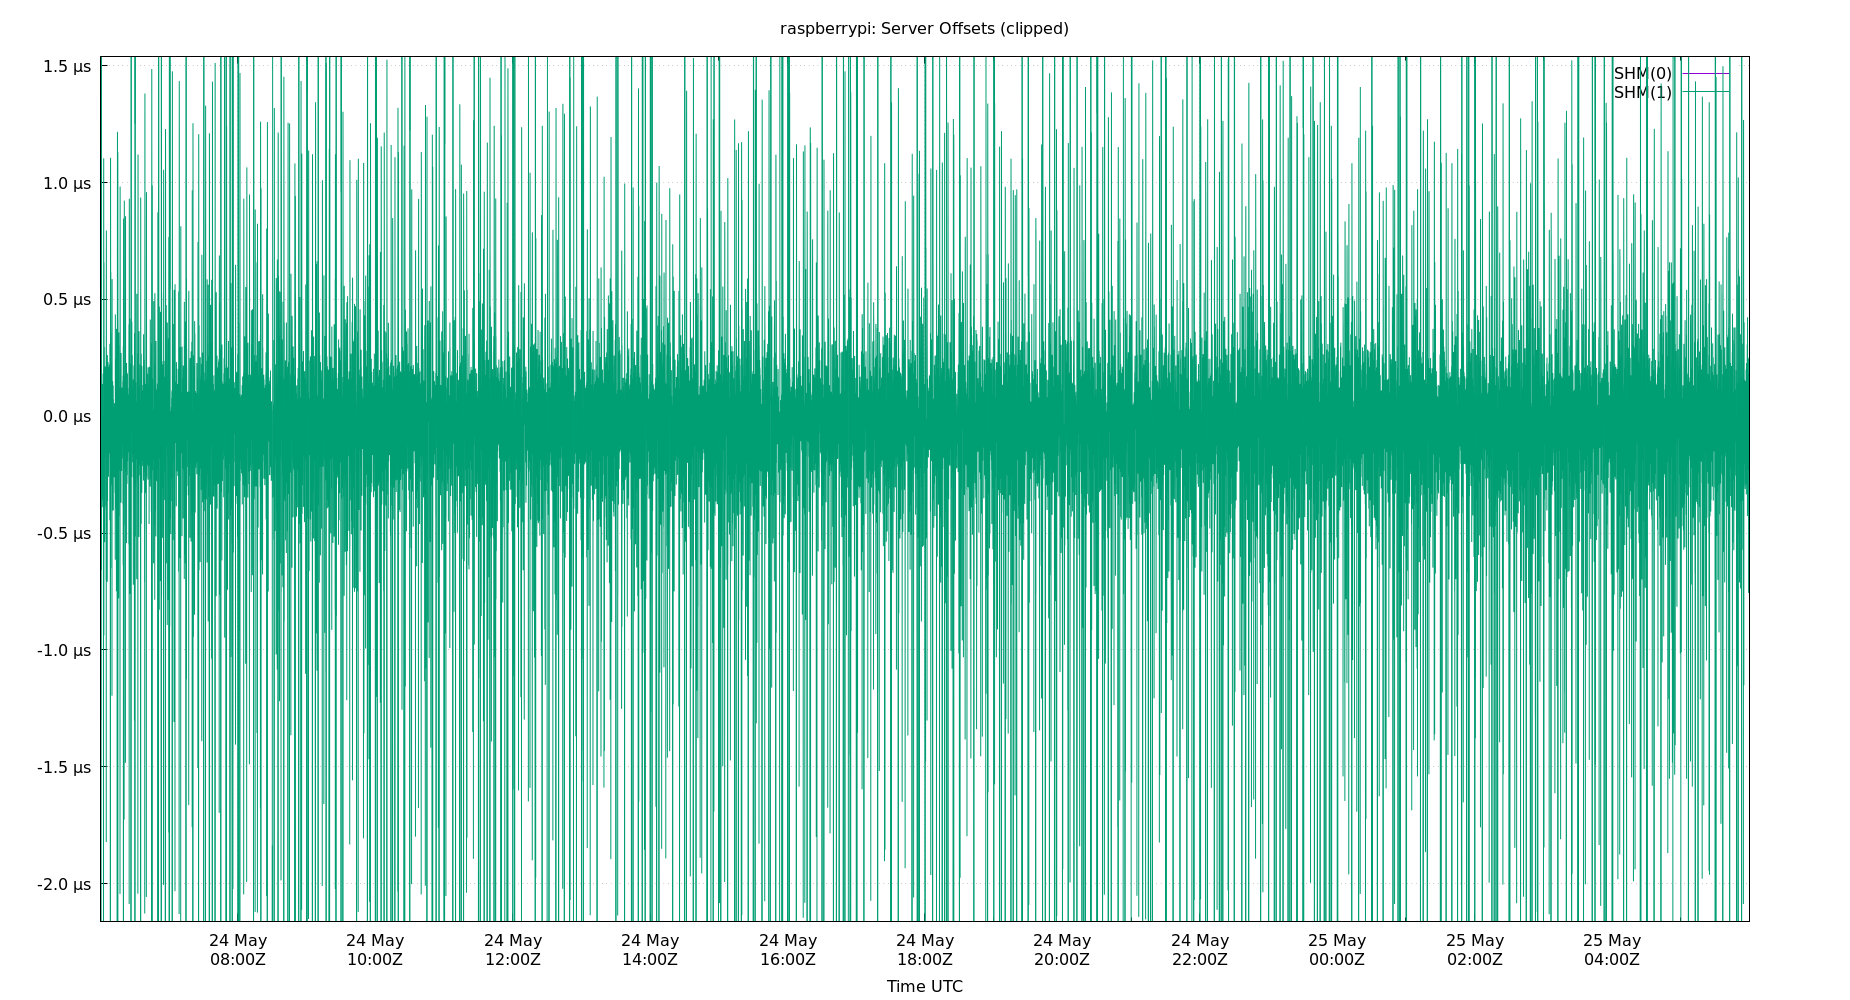 raspberrypi: Server Offsets (clipped)
1.5 µs
1.0 µs
0.5 µs
0.0 µs
-0.5 µs
-1.0 µs
-1.5 µs
-2.0 µs
SHM(0)
SHM(1)
24 May 24 May 24 May 24 May 24 May 24 May 24 May 24 May 25 May 25 May 25 May
08:00Z 10:00Z 12:00Z 14:00Z 16:00Z 18:00Z 20:00Z 22:00Z 00:00Z 02:00Z 04:00Z
Time UTC